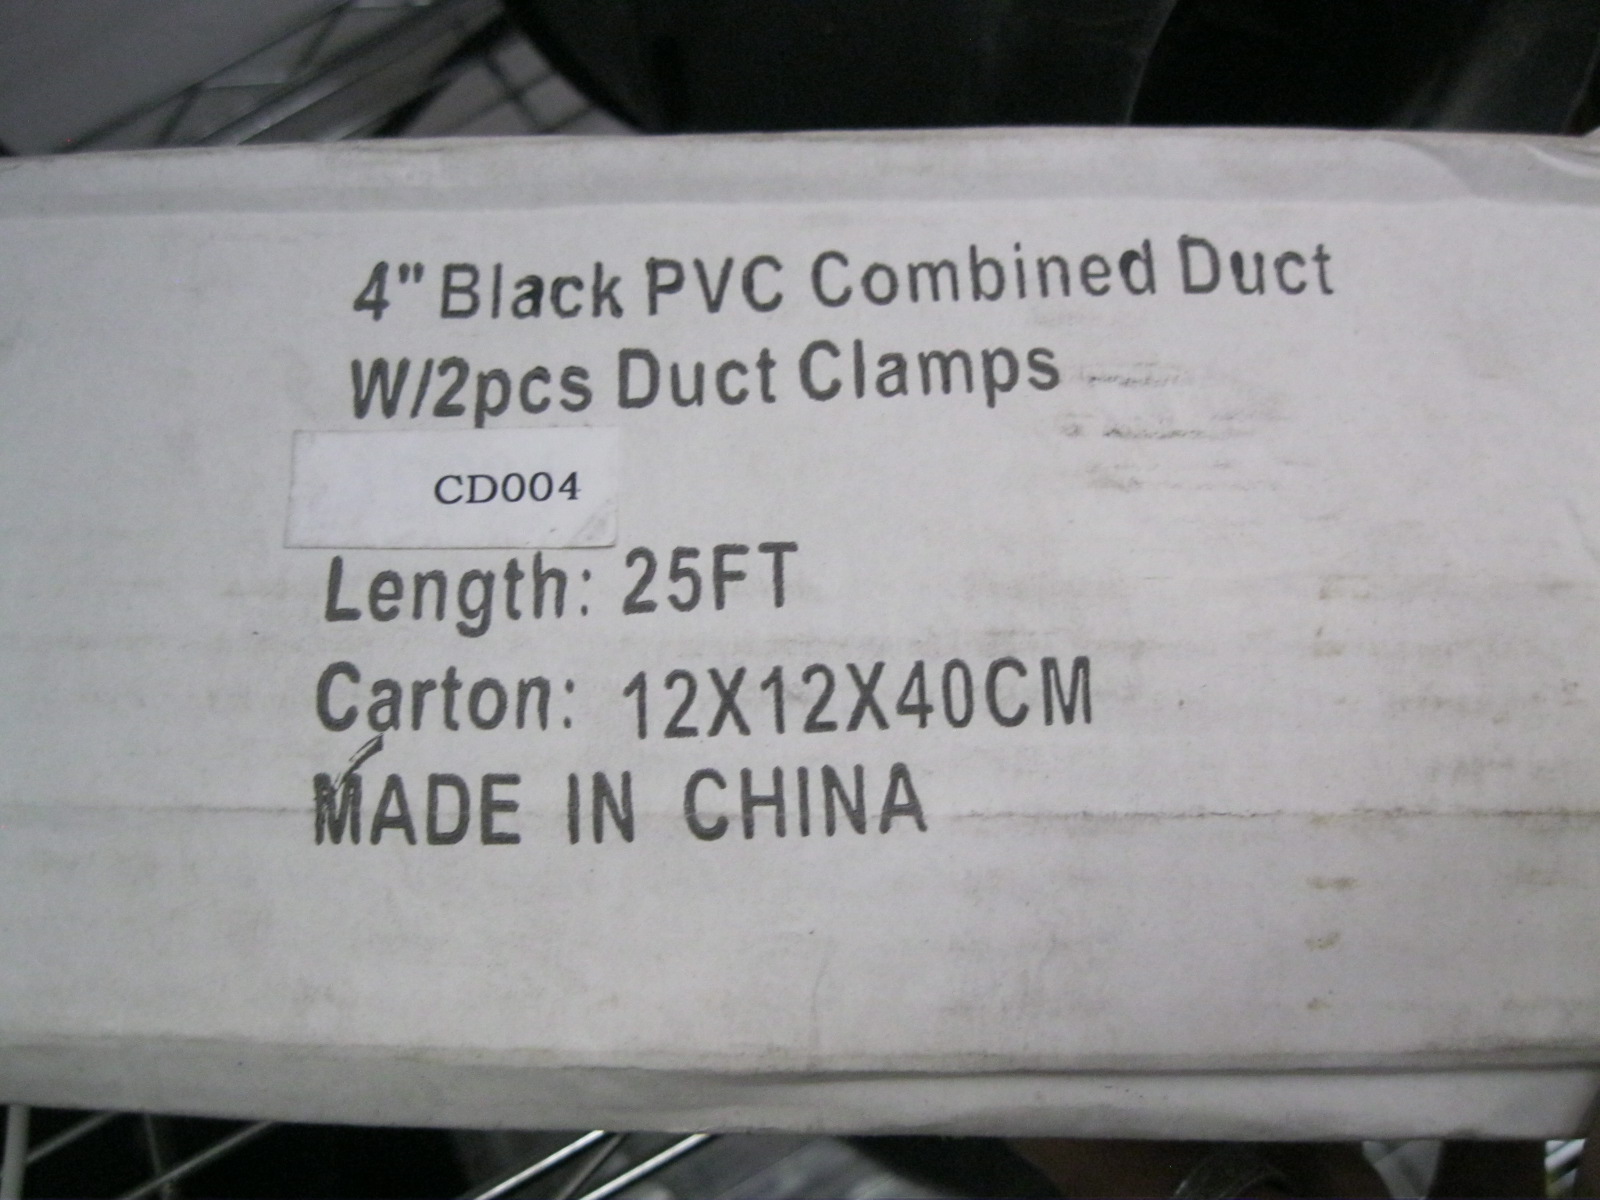 4" Black PVC Combined Duct
W/2pcs Duct Clamps
CD004
Length: 25FT
Carton: 12X12X40CM
MADE IN CHINA